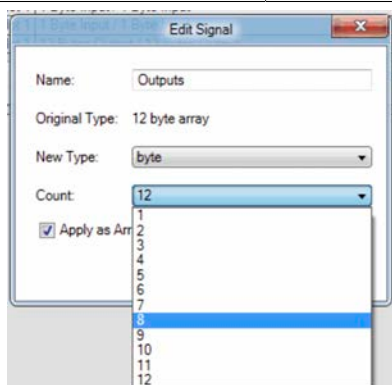 Edit Signal
Name: Outputs
Original Type: 12 byte array
New Type: byte
Count: 12
1
Apply as Arr 2
3
4
5
6
7
8
9
10
11
12